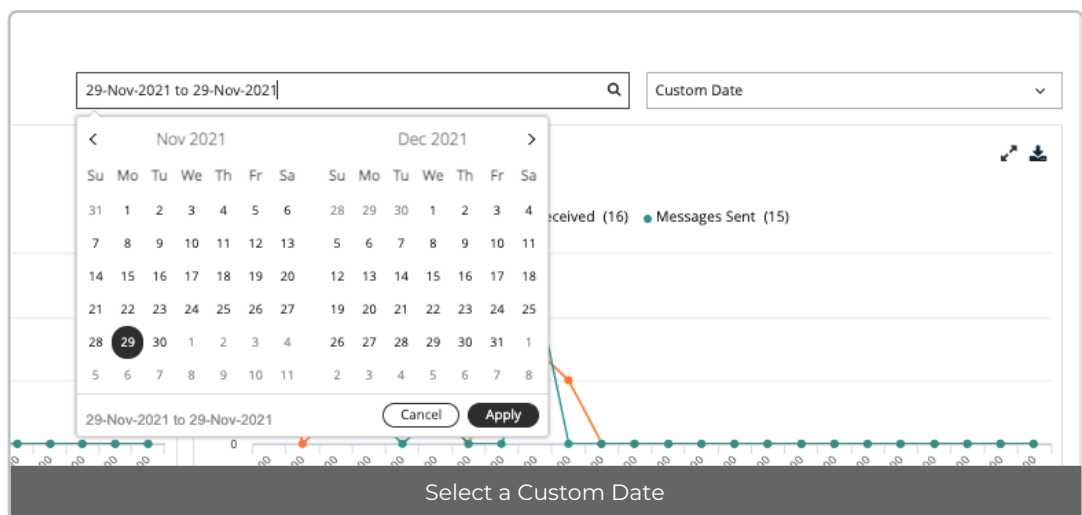 29-Nov-2021 to 29-Nov-2021
Custom Date
Nov 2021 Dec 2021
Su Mo Tu We Th Fr Sa Su Mo Tu We Th Fr Sa
31 1 2 3 4 5 6 28 29 30 1 2 3 4
eceived (16) Messages Sent (15)
7 8 9 10 11 12 13 5 6 7 8 9 10 11
14 15 16 17 18 19 20 12 13 14 15 16 17 18
21 22 23 24 25 26 27 19 20 21 22 23 24 25
28 29 30 1 2 3 4 26 27 28 29 30 31 1
5 6 7 8 9 10 11 2 3 4 5 6 7 8
29-Nov-2021 to 29-Nov-2021 Cancel Apply
0
Select a Custom Date